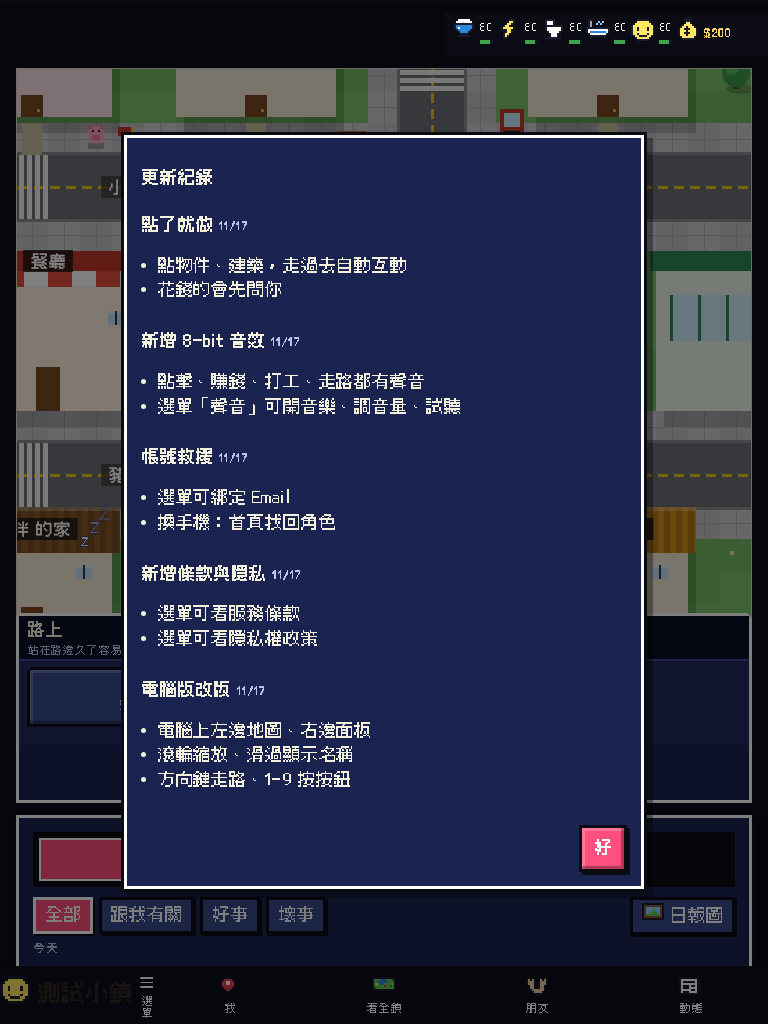 80 80 80 80 80 $200
餐廳
小
更新紀錄
點了就做 11/17
• 點物件、建築，走過去自動互動
• 花錢的會先問你
新增 8-bit 音效 11/17
• 點擊、賺錢、打工、走路都有聲音
• 選單「聲音」可開音樂、調音量、試聽
帳號救援 11/17
• 選單可綁定 Email
• 換手機：首頁找回角色
新增條款與隱私 11/17
• 選單可看服務條款
• 選單可看隱私權政策
電腦版改版 11/17
• 電腦上左邊地圖、右邊面板
• 滾輪縮放、滑過顯示名稱
• 方向鍵走路、1-9 按按鈕
好
豬
的家
z z z
路上
站在路邊久了容易
全部 跟我有關 好事 壞事 日報圖
今天
測試小鎮
選單 我 看全鎮 朋友 動態